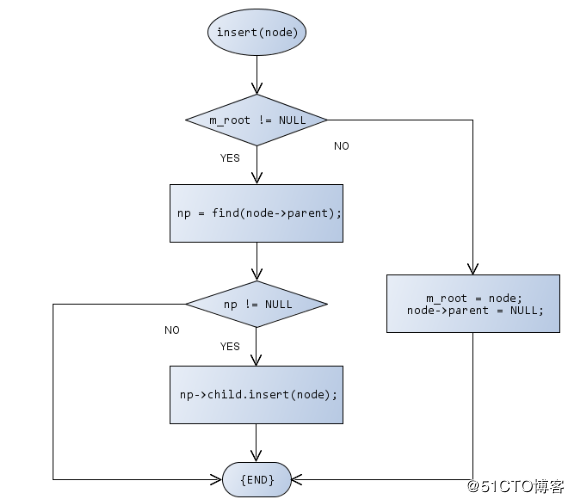 insert(node)
m_root != NULL
YES
NO
np = find(node->parent);
np != NULL
m_root = node;
node->parent = NULL;
NO
YES
np->child.insert(node);
{END}
@51CTO博客